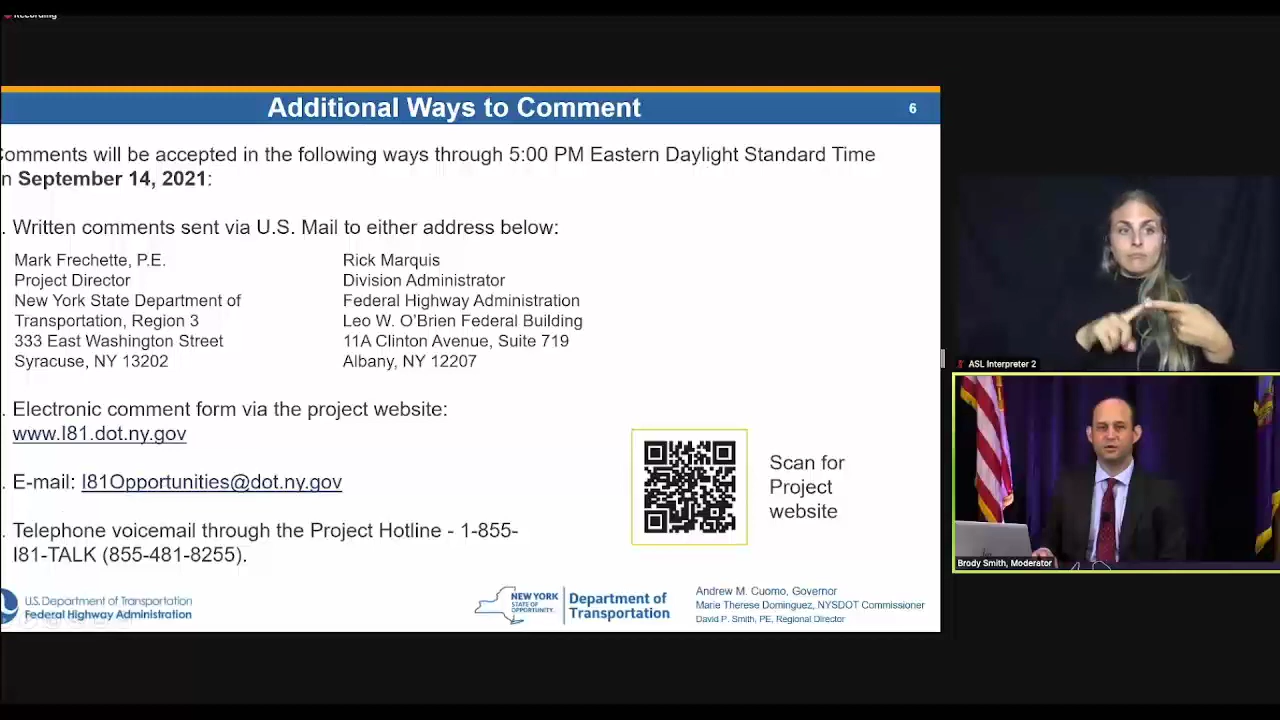 Recording
Additional Ways to Comment
6
Comments will be accepted in the following ways through 5:00 PM Eastern Daylight Standard Time
n September 14, 2021:
. Written comments sent via U.S. Mail to either address below:
Mark Frechette, P.E.
Project Director
New York State Department of
Transportation, Region 3
333 East Washington Street
Syracuse, NY 13202
Rick Marquis
Division Administrator
Federal Highway Administration
Leo W. O'Brien Federal Building
11A Clinton Avenue, Suite 719
Albany, NY 12207
. Electronic comment form via the project website:
www.I81.dot.ny.gov
. E-mail: I81Opportunities@dot.ny.gov
. Telephone voicemail through the Project Hotline - 1-855-
I81-TALK (855-481-8255).
Scan for
Project
website
U.S. Department of Transportation
Federal Highway Administration
NEW YORK
STATE OF
OPPORTUNITY.
Department of
Transportation
Andrew M. Cuomo, Governor
Marie Therese Dominguez, NYSDOT Commissioner
David P. Smith, PE, Regional Director
ASL Interpreter 2
Brody Smith, Moderator